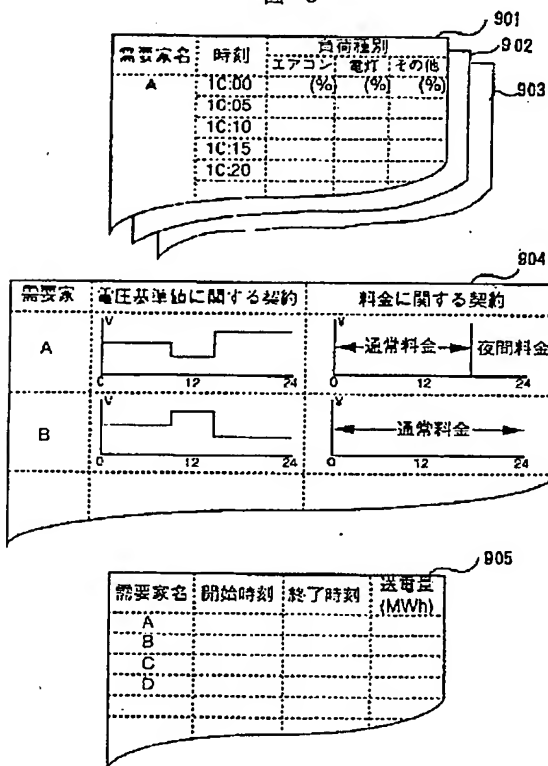 901
902
903
需要家名 時刻 負荷種別
エアコン 電灯 その他
A 10:00 (%) (%) (%)
10:05
10:10
10:15
10:20
904
需要家 電圧基準値に関する契約 料金に関する契約
A V 0 12 24 ¥ 通常料金 夜間料金 0 12 24
B V 0 12 24 ¥ 通常料金 0 12 24
905
需要家名 開始時刻 終了時刻 送電量
(MWh)
A
B
C
D